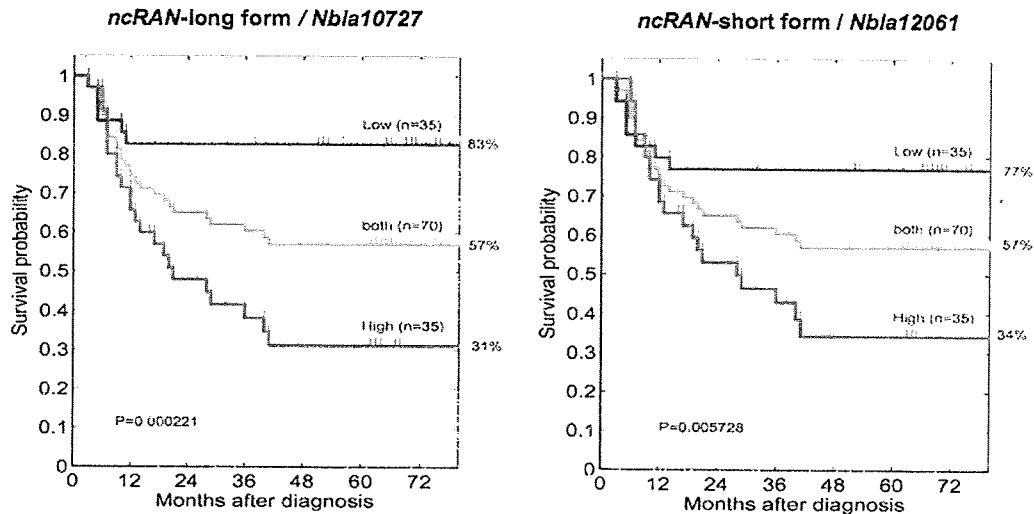 ncRAN-long form / Nbla10727
1
0.9
0.8
0.7
0.6
0.5
0.4
0.3
0.2
0.1
0
Survival probability
Low (n=35)
83%
both (n=70)
57%
High (n=35)
31%
P=0.000221
0 12 24 36 48 60 72
Months after diagnosis
ncRAN-short form / Nbla12061
1
0.9
0.8
0.7
0.6
0.5
0.4
0.3
0.2
0.1
0
Survival probability
Low (n=35)
77%
both (n=70)
57%
High (n=35)
34%
P=0.005728
0 12 24 36 48 60 72
Months after diagnosis